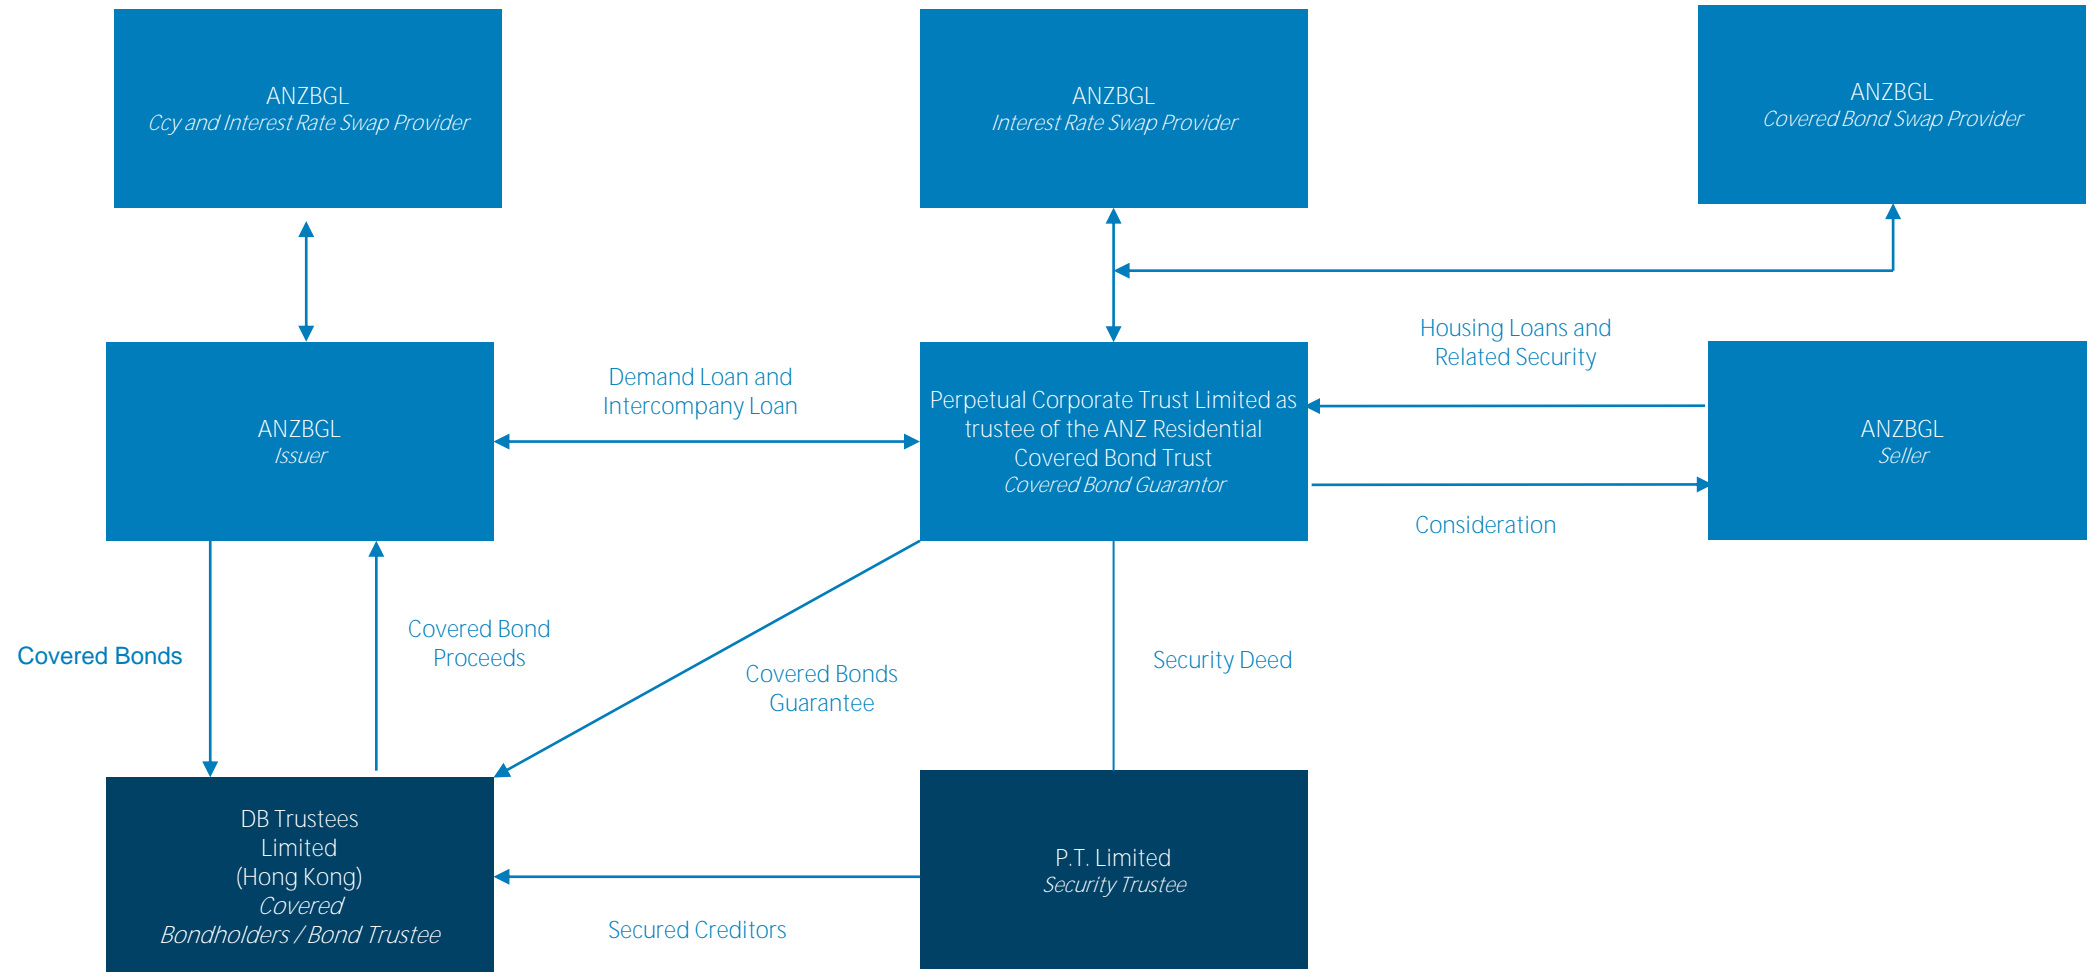 ANZBGL
Ccy and Interest Rate Swap Provider
ANZBGL
Interest Rate Swap Provider
ANZBGL
Covered Bond Swap Provider
Housing Loans and
Related Security
Demand Loan and
Intercompany Loan
ANZBGL
Issuer
Perpetual Corporate Trust Limited as
trustee of the ANZ Residential
Covered Bond Trust
Covered Bond Guarantor
ANZBGL
Seller
Consideration
Covered Bonds
Covered Bond
Proceeds
Covered Bonds
Guarantee
Security Deed
DB Trustees
Limited
(Hong Kong)
Covered
Bondholders / Bond Trustee
P.T. Limited
Security Trustee
Secured Creditors